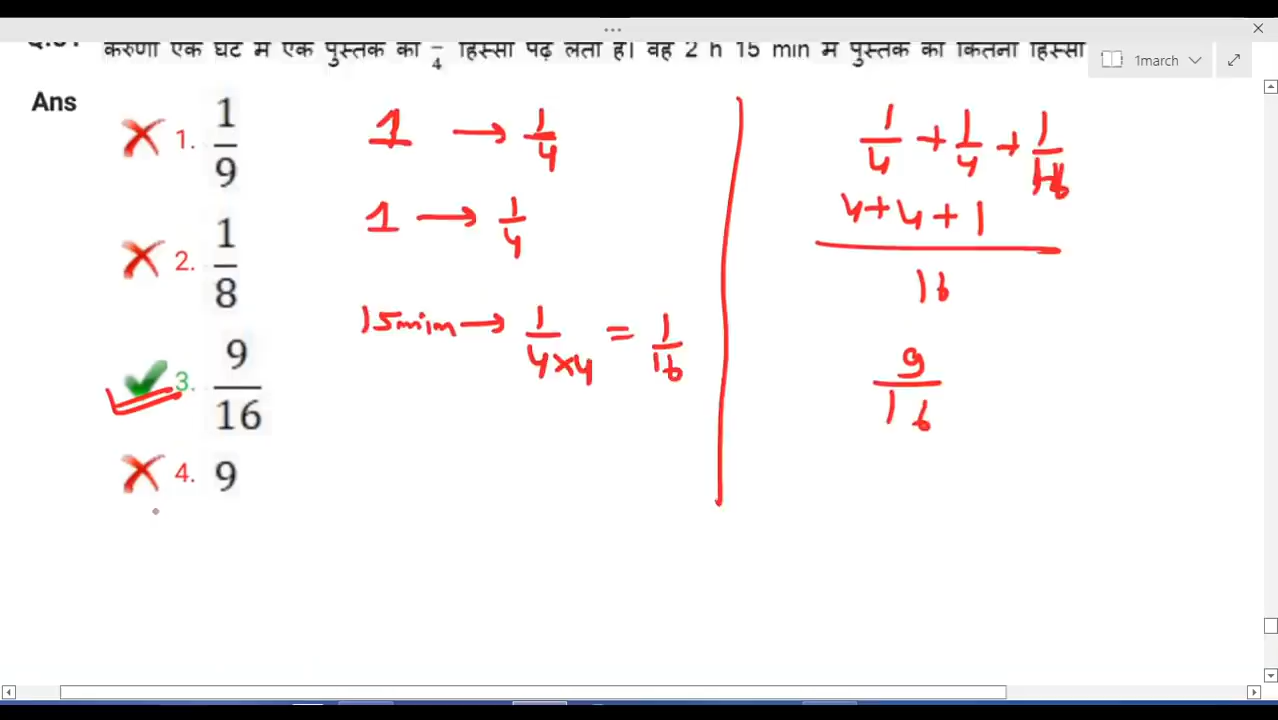 करुणा एक घंटे में एक पुस्तक का 1/4 हिस्सा पढ़ लेती है। वह 2 h 15 min में पुस्तक का कितना हिस्सा
1march
Ans
1. 1/9
2. 1/8
3. 9/16
4. 9
1 → 1/4
1 → 1/4
15min → 1/4×4 = 1/16
1/4 + 1/4 + 1/16
4+4+1
16
9/16